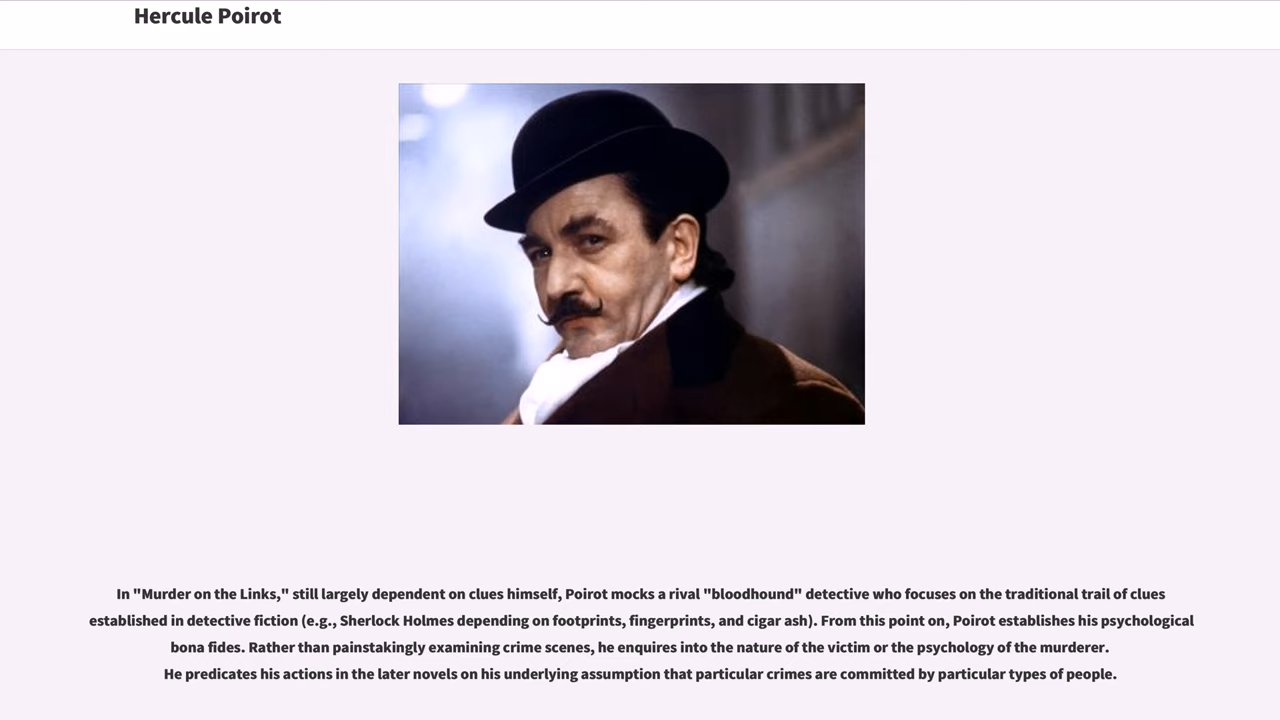 Hercule Poirot
In "Murder on the Links," still largely dependent on clues himself, Poirot mocks a rival "bloodhound" detective who focuses on the traditional trail of clues
established in detective fiction (e.g., Sherlock Holmes depending on footprints, fingerprints, and cigar ash). From this point on, Poirot establishes his psychological
bona fides. Rather than painstakingly examining crime scenes, he enquires into the nature of the victim or the psychology of the murderer.
He predicates his actions in the later novels on his underlying assumption that particular crimes are committed by particular types of people.